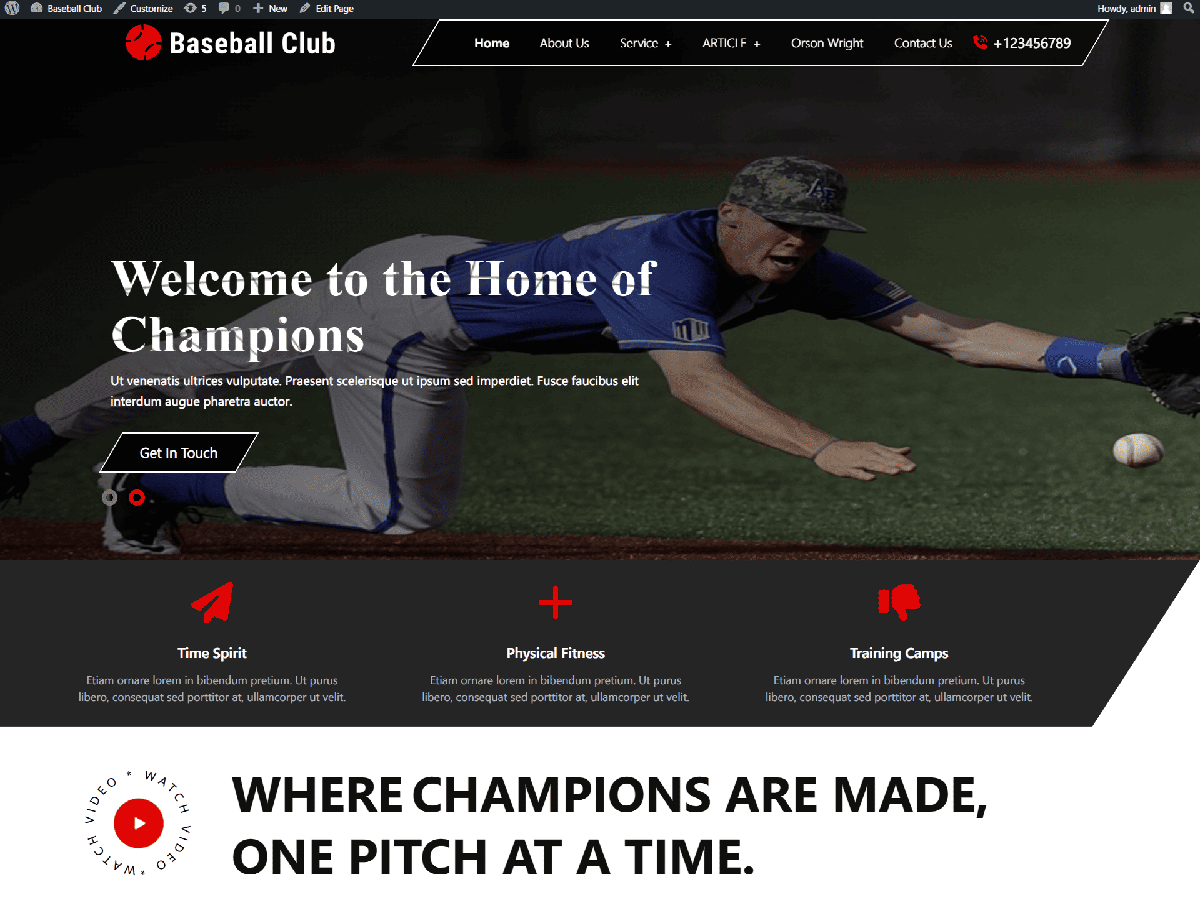 Baseball Club Customize 5 0 New Edit Page Howdy, admin
Baseball Club
Home About Us Service + ARTICLE + Orson Wright Contact Us +123456789
Welcome to the Home of
Champions
Ut venenatis ultrices vulputate. Praesent scelerisque ut ipsum sed imperdiet. Fusce faucibus elit
interdum augue pharetra auctor.
Get In Touch
Time Spirit
Etiam ornare lorem in bibendum pretium. Ut purus
libero, consequat sed porttitor at, ullamcorper ut velit.
Physical Fitness
Etiam ornare lorem in bibendum pretium. Ut purus
libero, consequat sed porttitor at, ullamcorper ut velit.
Training Camps
Etiam ornare lorem in bibendum pretium. Ut purus
libero, consequat sed porttitor at, ullamcorper ut velit.
WATCH VIDEO * WATCH VIDEO *
WHERE CHAMPIONS ARE MADE,
ONE PITCH AT A TIME.